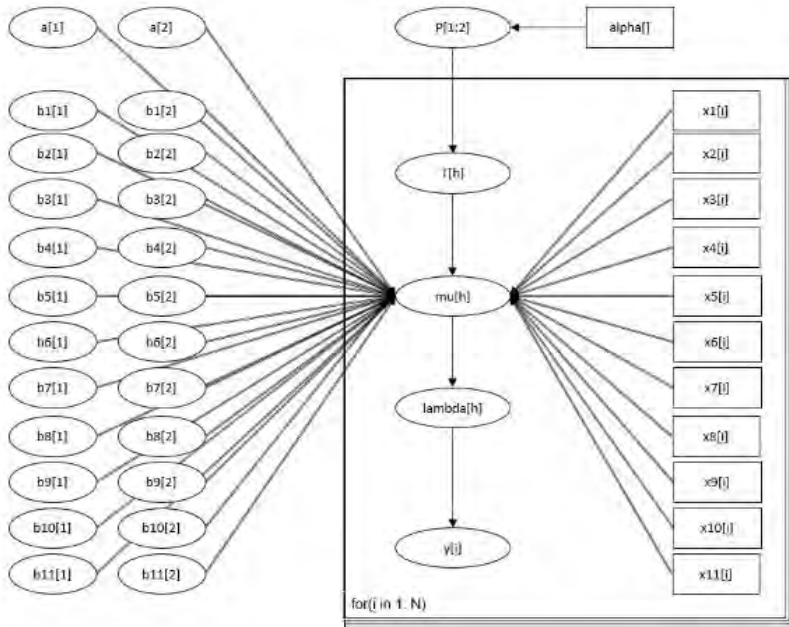 a[1] a[2] P[1:2] alpha[]
b1[1] b1[2] x1[i]
b2[1] b2[2] x2[i]
T[h]
b3[1] b3[2] x3[i]
b4[1] b4[2] x4[i]
b5[1] b5[2] mu[h] x5[i]
b6[1] b6[2] x6[i]
b7[1] b7[2] x7[i]
lambda[h]
b8[1] b8[2] x8[i]
b9[1] b9[2] x9[i]
b10[1] b10[2] x10[i]
y[i]
b11[1] b11[2] x11[i]
for(i in 1: N)